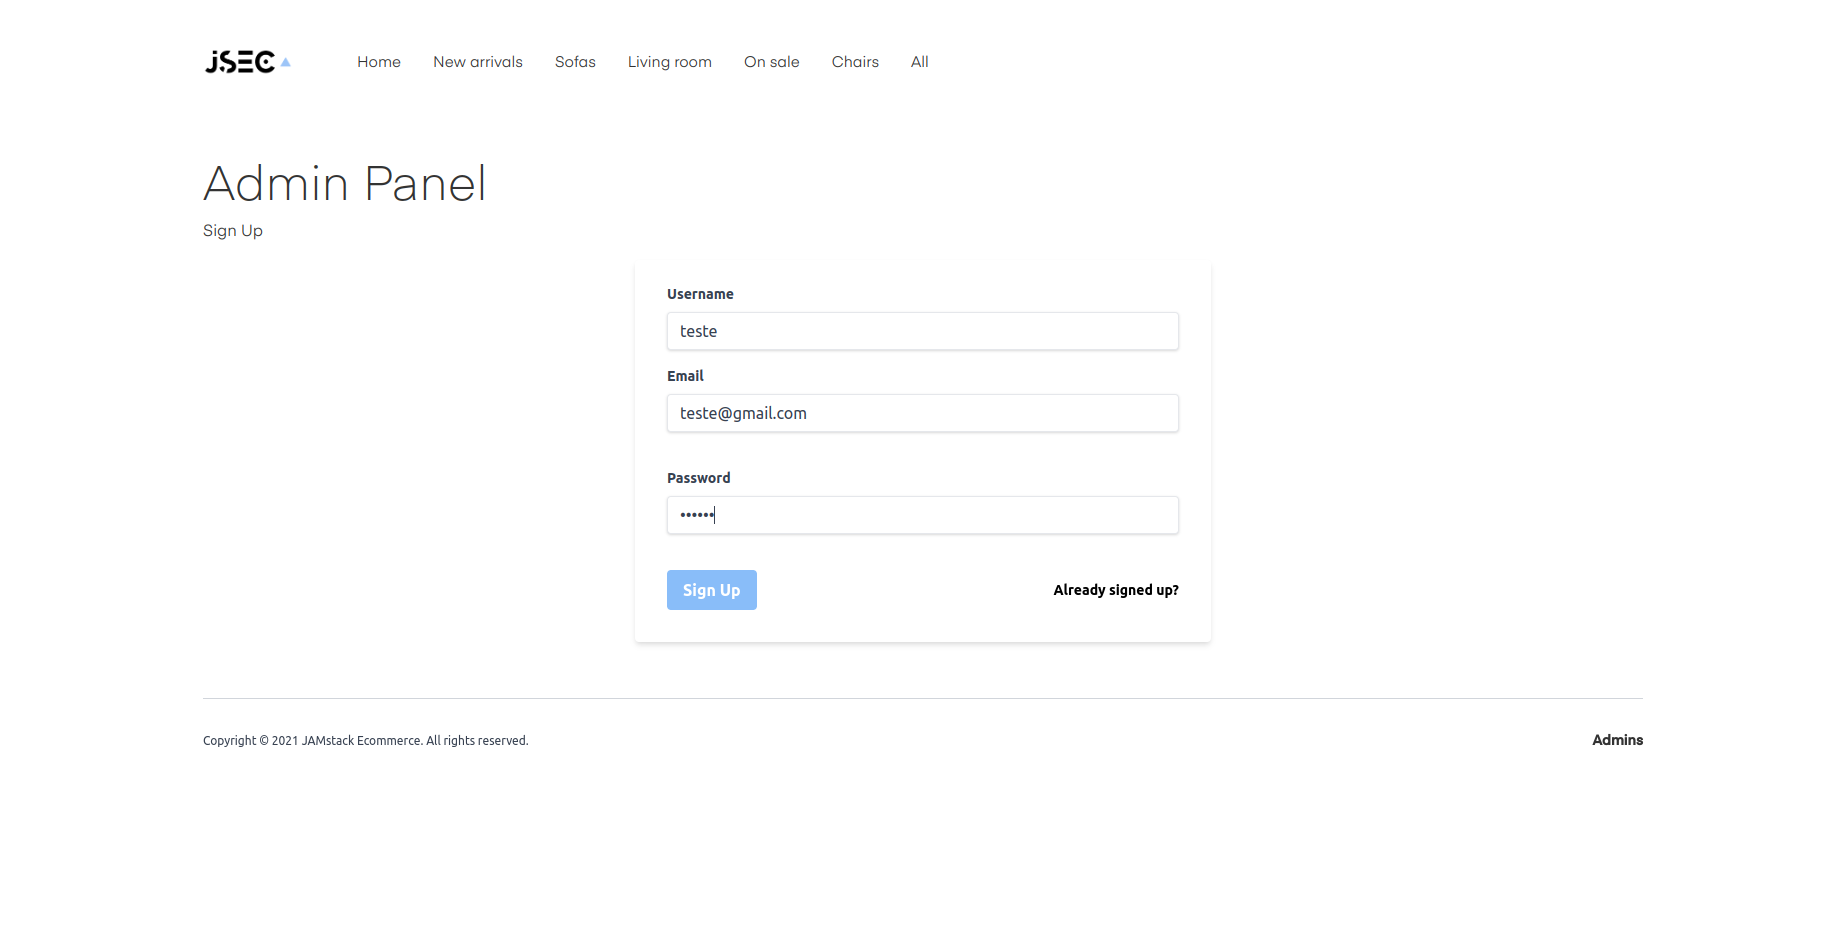 JSEC
Home New arrivals Sofas Living room On sale Chairs All
Admin Panel
Sign Up
Username
teste
Email
teste@gmail.com
Password
••••••
Sign Up Already signed up?
Copyright © 2021 JAMstack Ecommerce. All rights reserved. Admins